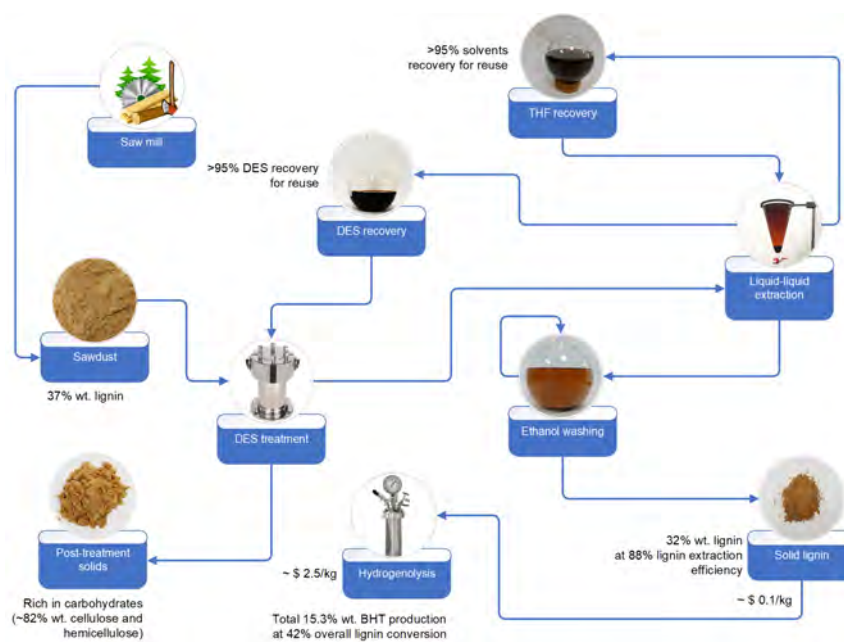 >95% solvents
recovery for reuse
THF recovery
Saw mill
>95% DES recovery
for reuse
DES recovery
Liquid-liquid
extraction
Sawdust
37% wt. lignin
DES treatment
Ethanol washing
Post-treatment
solids
Rich in carbohydrates
(~82% wt. cellulose and
hemicellulose)
~ $ 2.5/kg
Hydrogenolysis
Total 15.3% wt. BHT production
at 42% overall lignin conversion
32% wt. lignin
at 88% lignin extraction
efficiency
Solid lignin
~ $ 0.1/kg